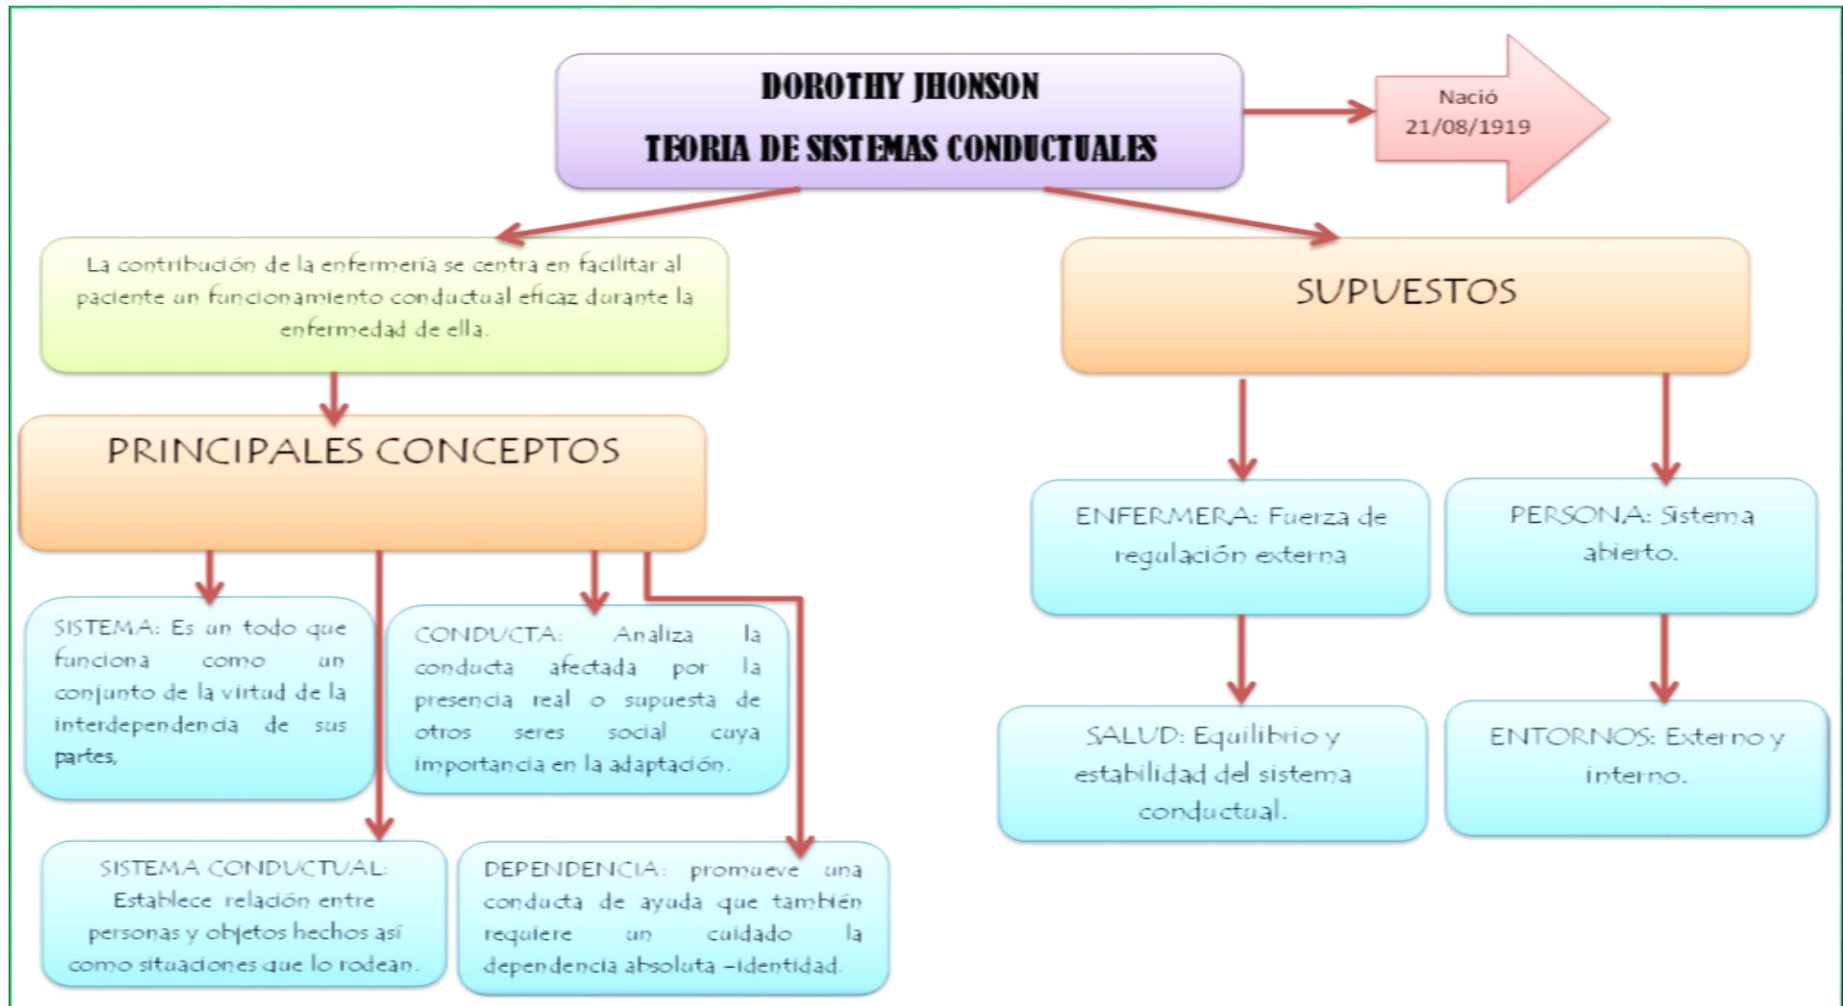 DOROTHY JHONSON
TEORIA DE SISTEMAS CONDUCTUALES
Nació
21/08/1919
La contribución de la enfermería se centra en facilitar al
paciente un funcionamiento conductual eficaz durante la
enfermedad de ella.
SUPUESTOS
PRINCIPALES CONCEPTOS
ENFERMERA: Fuerza de
regulación externa
PERSONA: Sistema
abierto.
SISTEMA: Es un todo que
funciona como un
conjunto de la virtud de la
interdependencia de sus
partes,
CONDUCTA: Analiza la
conducta afectada por la
presencia real o supuesta de
otros seres social cuya
importancia en la adaptación.
SALUD: Equilibrio y
estabilidad del sistema
conductual.
ENTORNOS: Externo y
interno.
SISTEMA CONDUCTUAL:
Establece relación entre
personas y objetos hechos así
como situaciones que lo rodean.
DEPENDENCIA: promueve una
conducta de ayuda que también
requiere un cuidado la
dependencia absoluta –identidad.